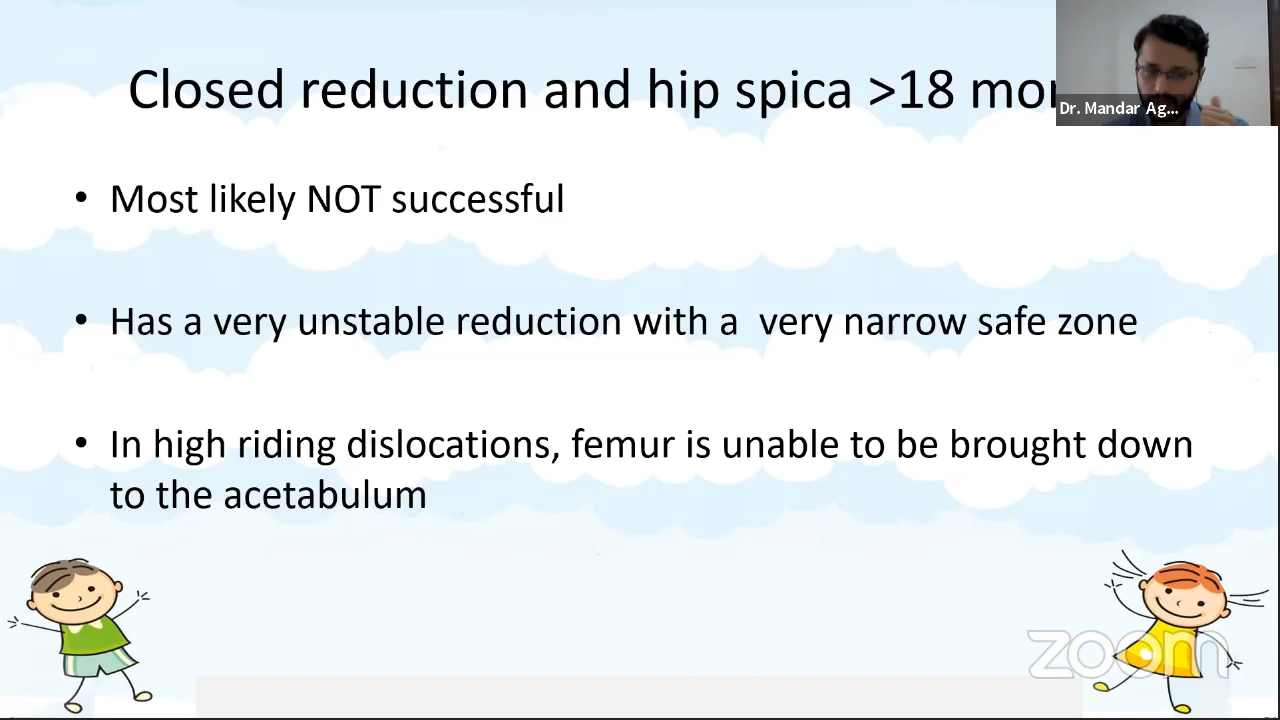 Closed reduction and hip spica >18
Dr. Mandar Ag...
• Most likely NOT successful
• Has a very unstable reduction with a very narrow safe zone
• In high riding dislocations, femur is unable to be brought down
to the acetabulum
zoom